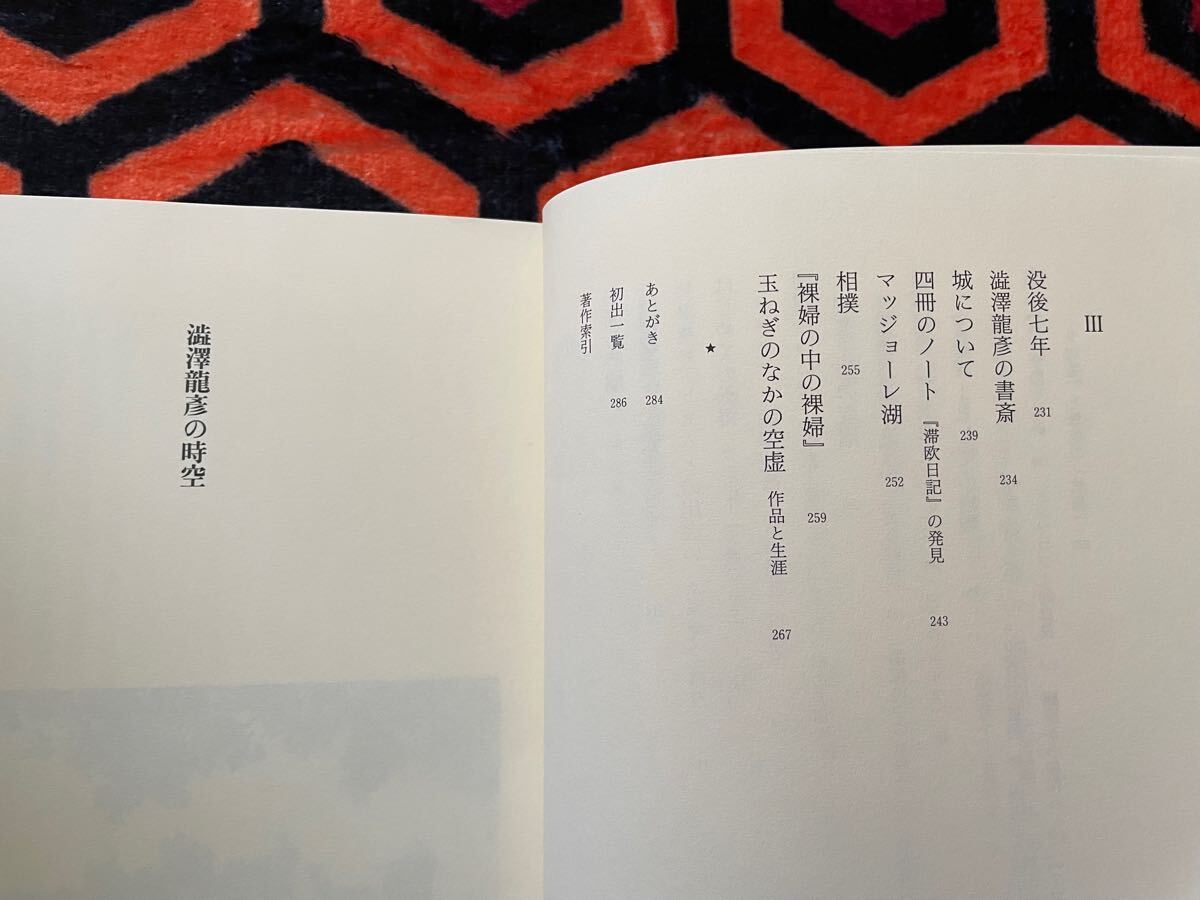 Ⅲ
没後七年 231
澁澤龍彥の書斎 234
城について 239
四冊のノート 『滞欧日記』の発見 243
マッジョーレ湖 252
相撲 255
『裸婦の中の裸婦』 259
玉ねぎのなかの空虚 作品と生涯 267
★
あとがき 284
初出一覧 286
著作索引
澁澤龍彥の時空